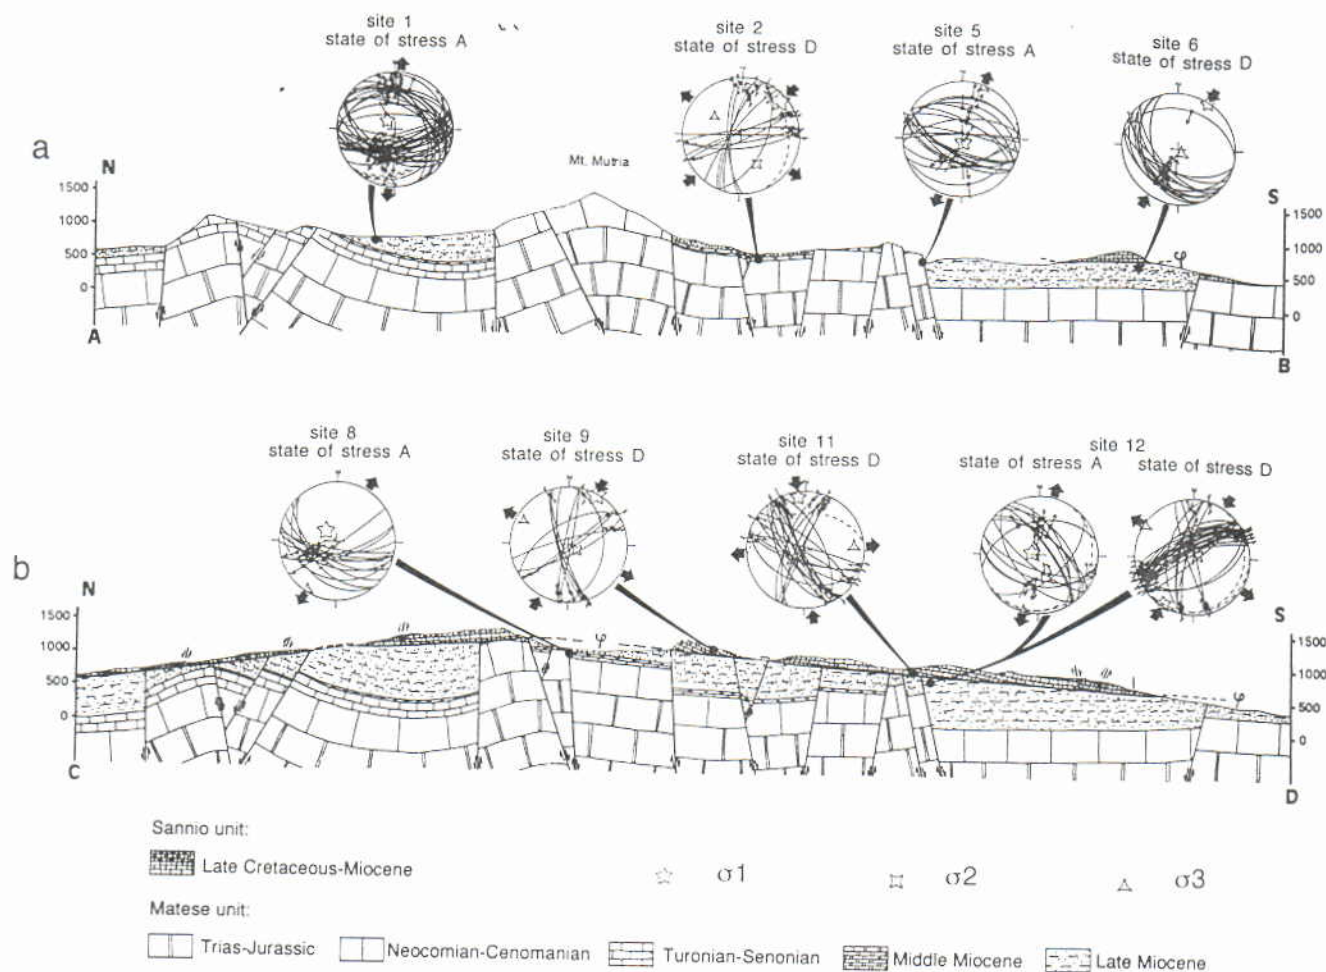 site 1
state of stress A
site 2
state of stress D
site 5
state of stress A
site 6
state of stress D
a
N
Mt. Mutria
S
1500
1000
500
0
1500
1000
500
0
φ
A
B
site 8
state of stress A
site 9
state of stress D
site 11
state of stress D
site 12
state of stress A
state of stress D
b
N
S
1500
1000
500
0
1500
1000
500
0
φ
φ
C
D
Sannio unit:
Late Cretaceous-Miocene
σ1
σ2
σ3
Matese unit:
Trias-Jurassic
Neocomian-Cenomanian
Turonian-Senonian
Middle Miocene
Late Miocene